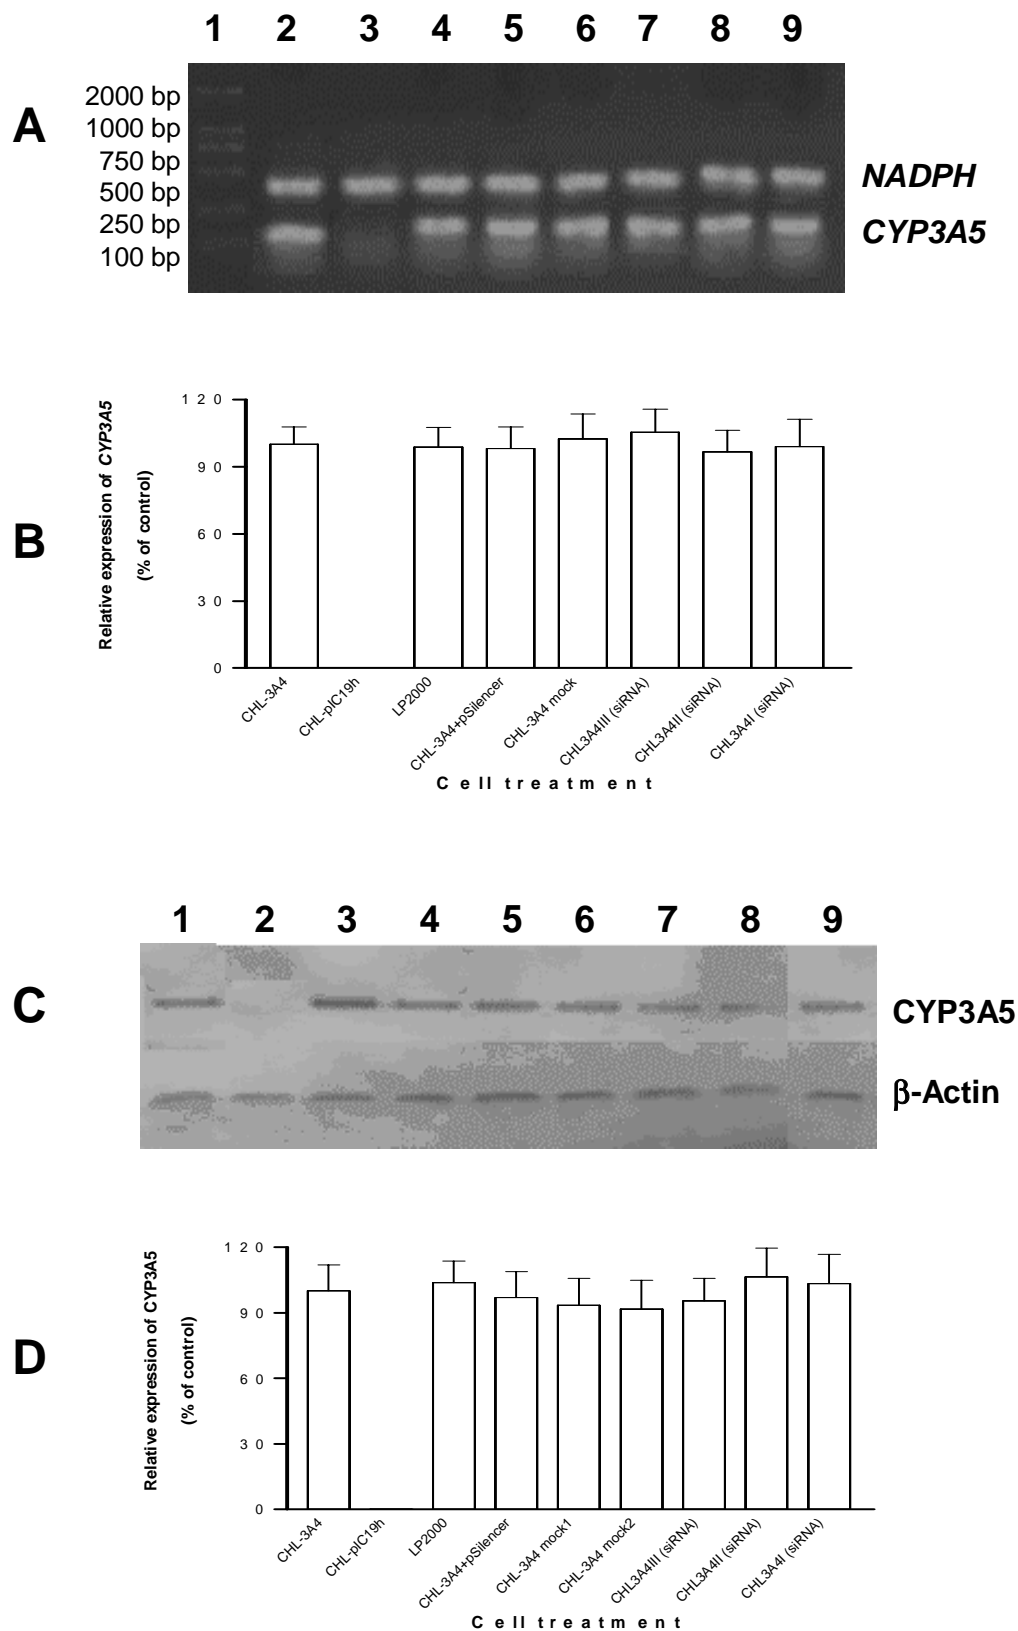 1 2 3 4 5 6 7 8 9
A
2000 bp
1000 bp
750 bp
500 bp
250 bp
100 bp
NADPH
CYP3A5
B
Relative expression of CYP3A5
(% of control)
120
90
60
30
0
CHL-3A4
CHL-pIC19h
LP2000
CHL-3A4+pSilencer
CHL-3A4 mock
CHL3A4III (siRNA)
CHL3A4II (siRNA)
CHL3A4I (siRNA)
Cell treatment
1 2 3 4 5 6 7 8 9
C
CYP3A5
β-Actin
D
Relative expression of CYP3A5
(% of control)
120
90
60
30
0
CHL-3A4
CHL-pIC19h
LP2000
CHL-3A4+pSilencer
CHL-3A4 mock1
CHL-3A4 mock2
CHL3A4III (siRNA)
CHL3A4II (siRNA)
CHL3A4I (siRNA)
Cell treatment